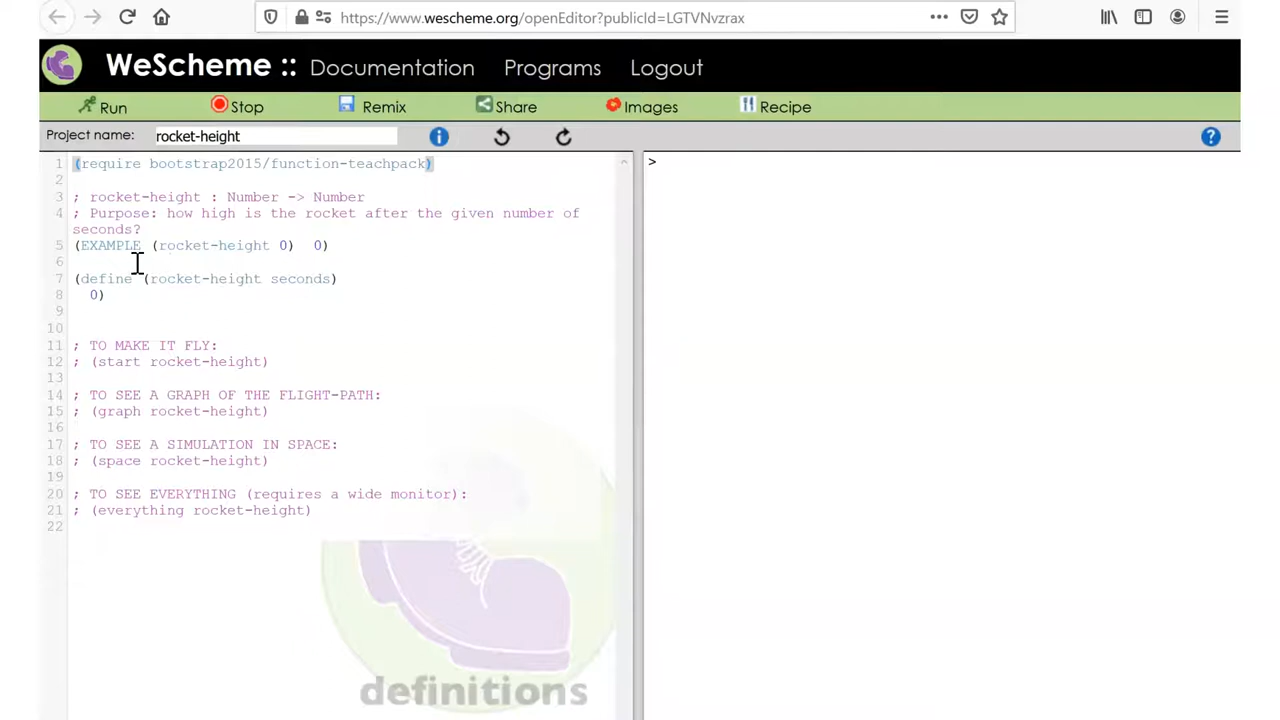 https://www.wescheme.org/openEditor?publicId=LGTVNvzrax
WeScheme :: Documentation Programs Logout
Run Stop Remix Share Images Recipe
Project name: rocket-height
1 (require bootstrap2015/function-teachpack)
2
3 ; rocket-height : Number -> Number
4 ; Purpose: how high is the rocket after the given number of
seconds?
5 (EXAMPLE (rocket-height 0) 0)
6
7 (define (rocket-height seconds)
8 0)
9
10
11 ; TO MAKE IT FLY:
12 ; (start rocket-height)
13
14 ; TO SEE A GRAPH OF THE FLIGHT-PATH:
15 ; (graph rocket-height)
16
17 ; TO SEE A SIMULATION IN SPACE:
18 ; (space rocket-height)
19
20 ; TO SEE EVERYTHING (requires a wide monitor):
21 ; (everything rocket-height)
22
definitions
>